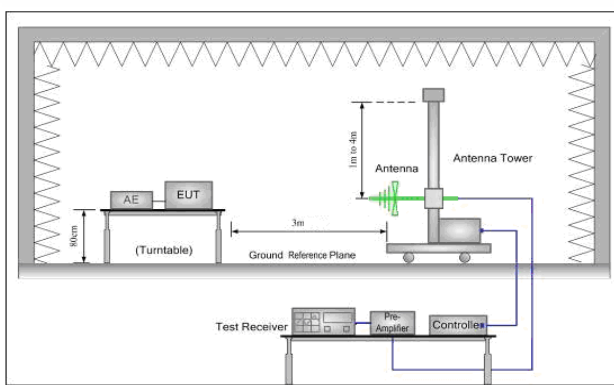 1m to 4m
Antenna
Antenna Tower
AE
EUT
80cm
(Turntable)
3m
Ground Reference Plane
Test Receiver
Pre-
Amplifier
Controller